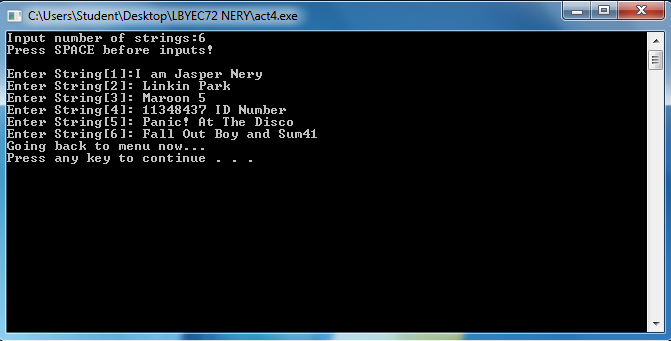 C:\Users\Student\Desktop\LBYEC72 NERY\act4.exe
Input number of strings:6
Press SPACE before inputs!
Enter String[1]:I am Jasper Nery
Enter String[2]: Linkin Park
Enter String[3]: Maroon 5
Enter String[4]: 11348437 ID Number
Enter String[5]: Panic! At The Disco
Enter String[6]: Fall Out Boy and Sum41
Going back to menu now...
Press any key to continue . . .